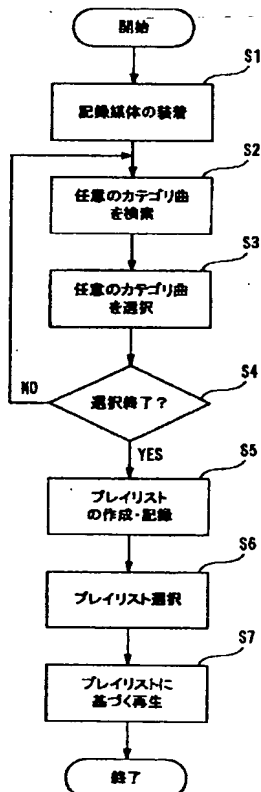 開始
S1
記録媒体の装着
S2
任意のカテゴリ曲
を検索
S3
任意のカテゴリ曲
を選択
S4
選択終了?
NO
YES
S5
プレイリスト
の作成・記録
S6
プレイリスト選択
S7
プレイリストに
基づく再生
終了